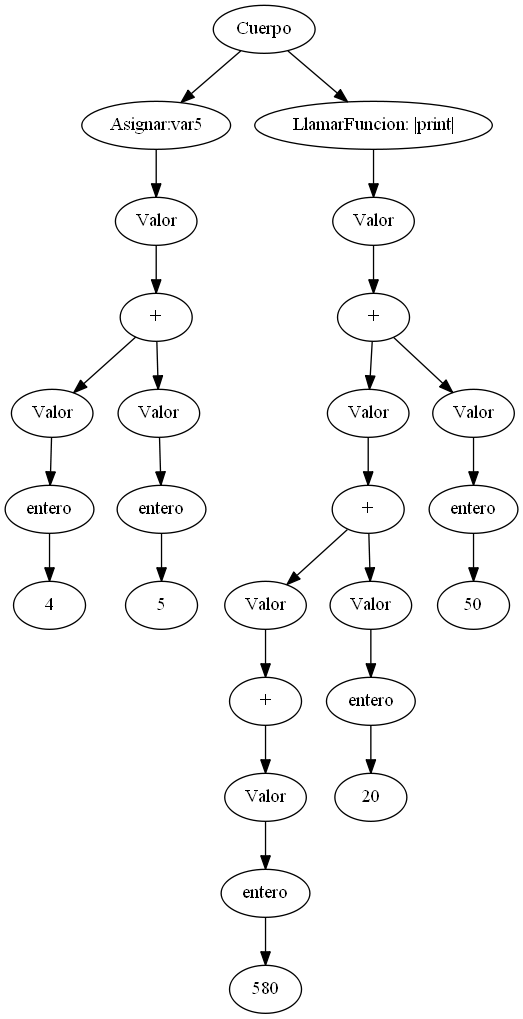 Cuerpo
Asignar:var5
LlamarFuncion: |print|
Valor
Valor
+
+
Valor
Valor
Valor
Valor
entero
entero
+
entero
4
5
Valor
Valor
50
+
entero
Valor
20
entero
580